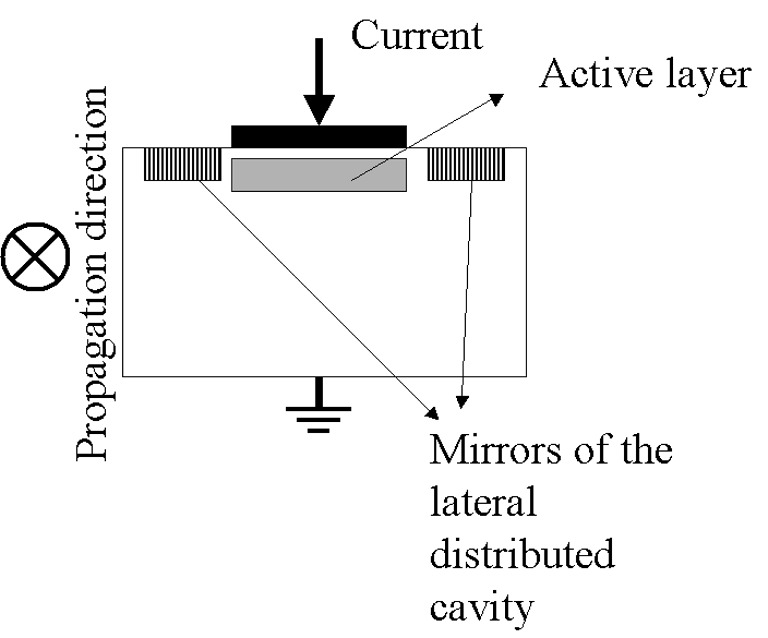 Current
Active layer
Propagation direction
Mirrors of the
lateral
distributed
cavity